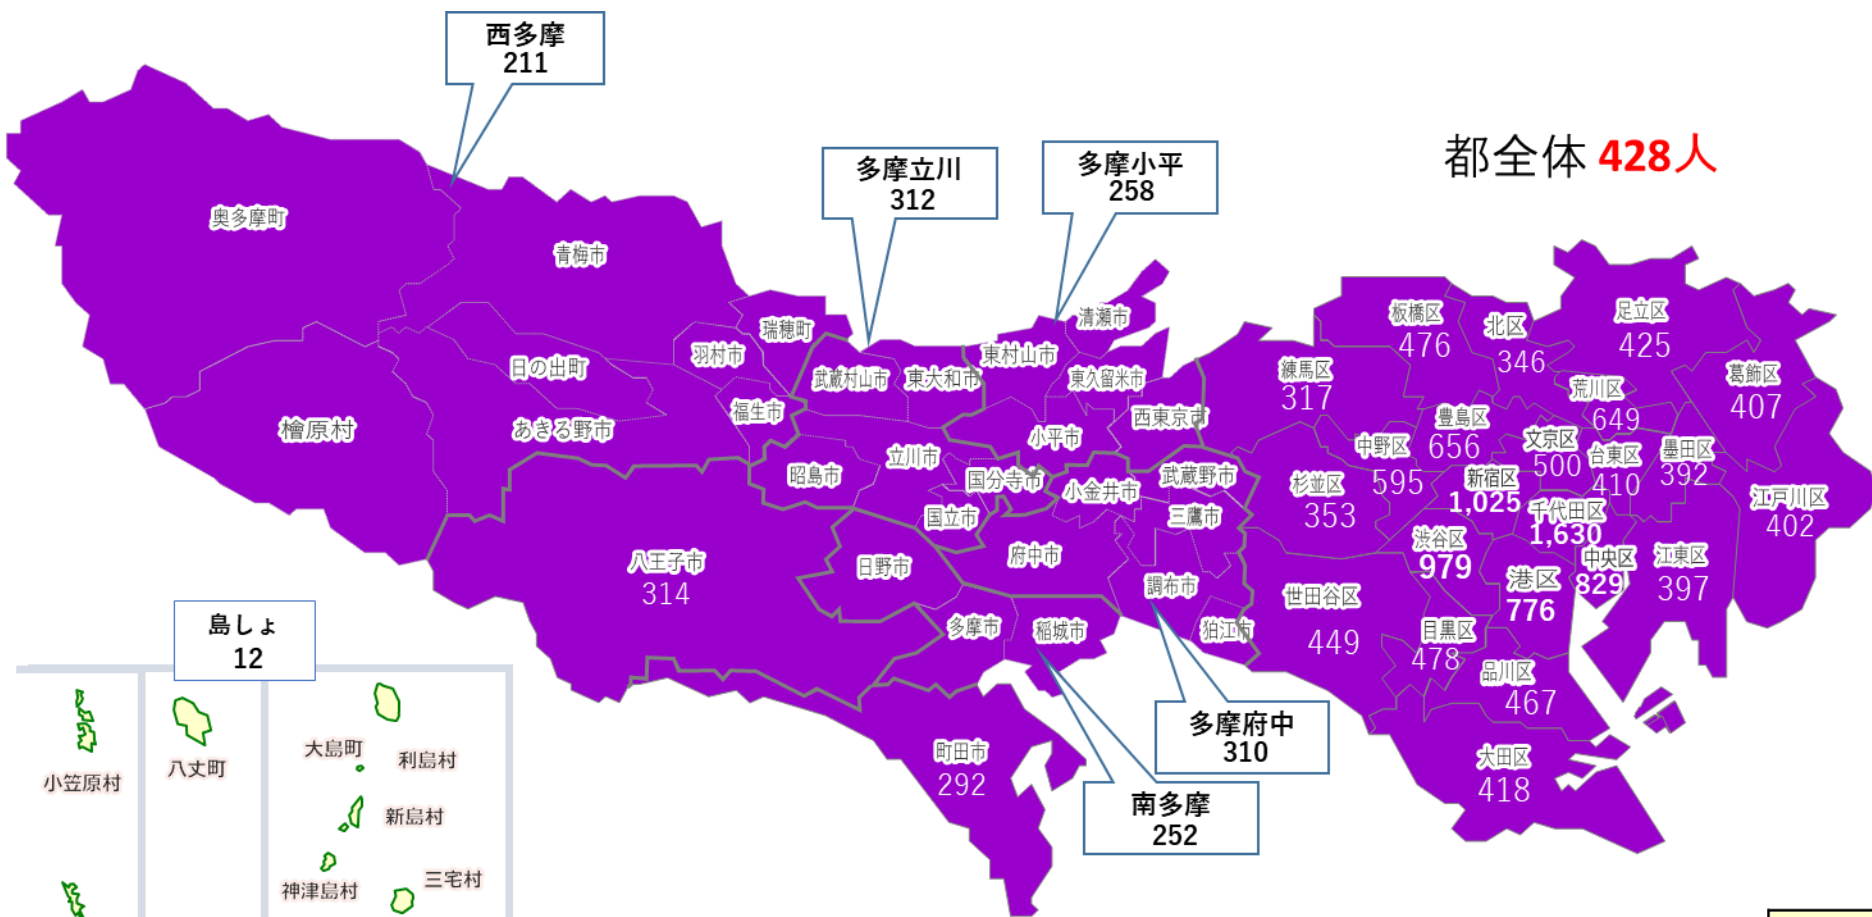 西多摩
211
多摩立川
312
多摩小平
258
都全体 428人
奥多摩町
青梅市
瑞穂町
羽村市
日の出町
福生市
あきる野市
檜原村
武蔵村山市
東大和市
東村山市
清瀬市
東久留米市
西東京市
小平市
立川市
昭島市
国分寺市
国立市
小金井市
武蔵野市
三鷹市
府中市
調布市
狛江市
八王子市
314
日野市
多摩市
稲城市
町田市
292
多摩府中
310
南多摩
252
板橋区
476
北区
346
足立区
425
葛飾区
407
練馬区
317
荒川区
649
豊島区
656
文京区
500
台東区
410
墨田区
392
中野区
595
杉並区
353
新宿区
1,025
千代田区
1,630
江戸川区
402
渋谷区
979
中央区
829
江東区
397
港区
776
世田谷区
449
目黒区
478
品川区
467
大田区
418
島しょ
12
小笠原村
八丈町
大島町
利島村
新島村
神津島村
三宅村